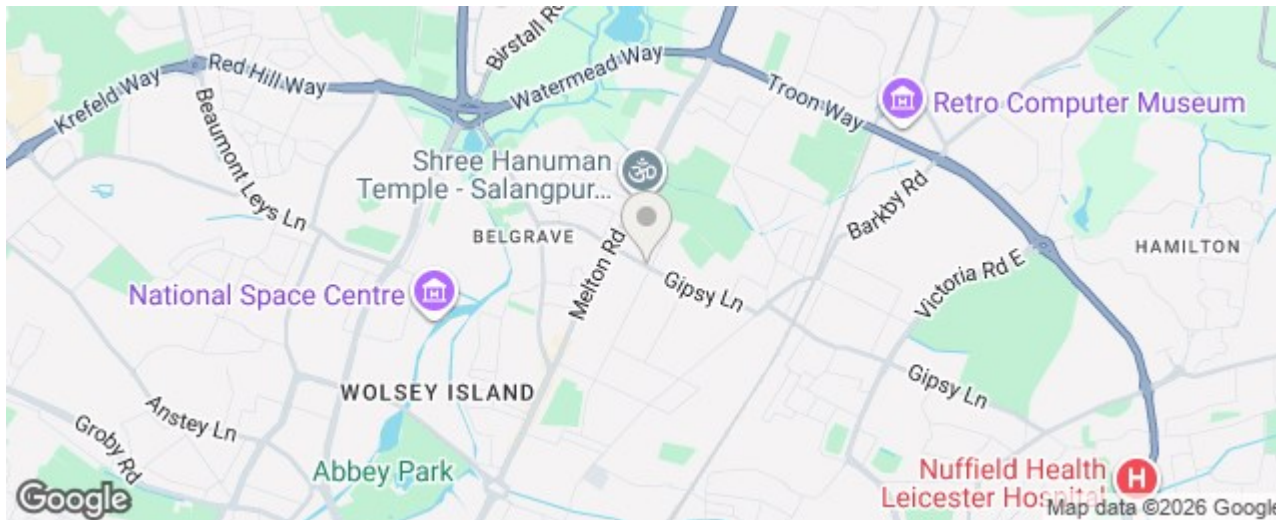 Birstall Ro
Krefeld Way
Red Hill Way
Watermead Way
Beaumont Leys Ln
Troon Way
Retro Computer Museum
Shree Hanuman
Temple - Salangpur...
ॐ
BELGRAVE
Melton Rd
Barkby Rd
Victoria Rd E
HAMILTON
National Space Centre
Gipsy Ln
WOLSEY ISLAND
Gipsy Ln
Anstey Ln
Groby Rd
Abbey Park
Nuffield Health
Leicester Hospital
H
Google
Map data ©2026 Google